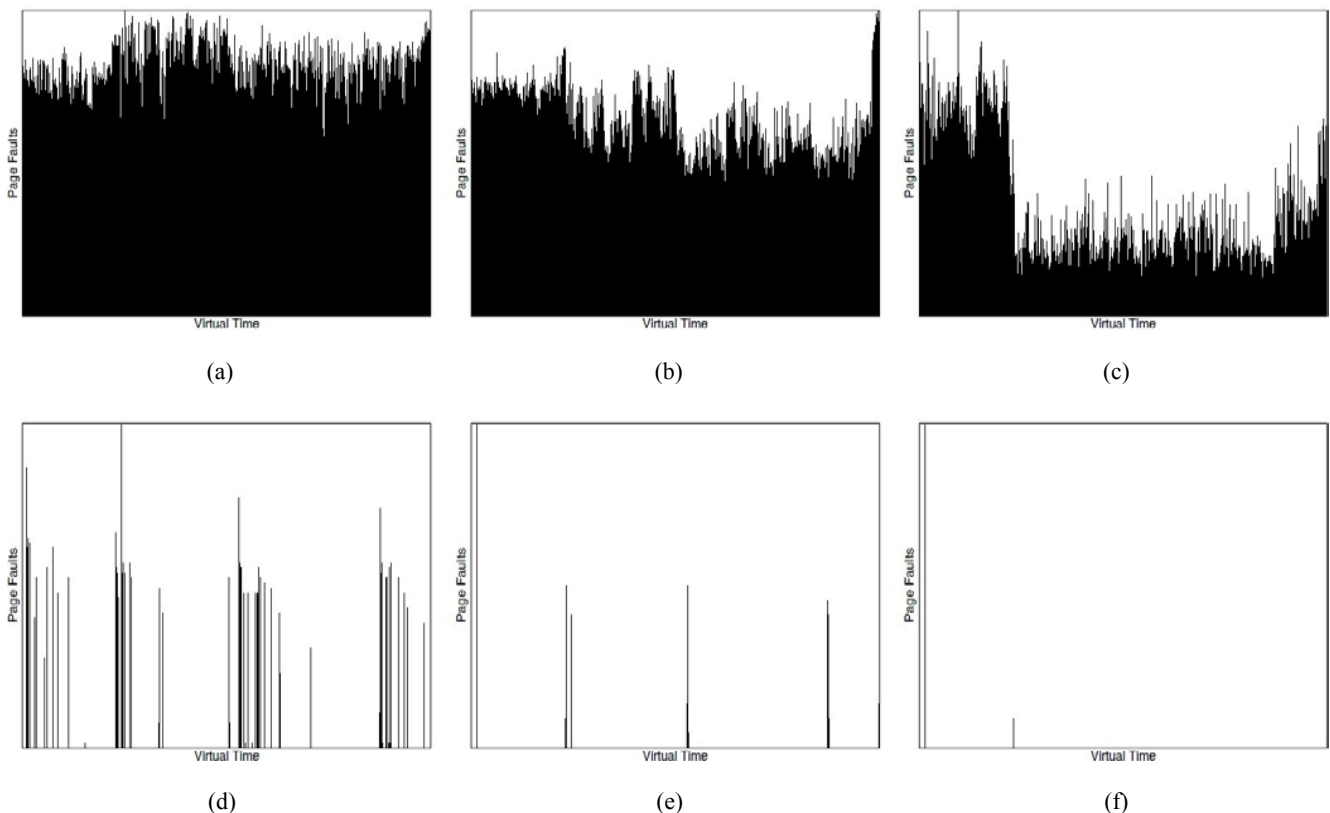 Page Faults
Virtual Time
(a)
Page Faults
Virtual Time
(b)
Page Faults
Virtual Time
(c)
Page Faults
Virtual Time
(d)
Page Faults
Virtual Time
(e)
Page Faults
Virtual Time
(f)